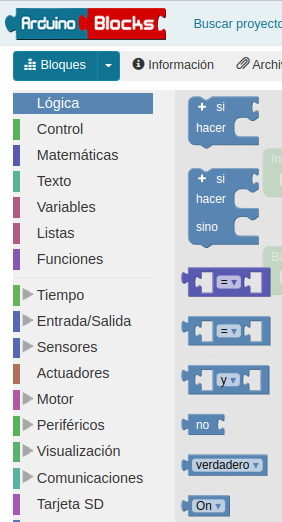 Arduino Blocks
Buscar proyecto
Bloques
Información
Archi
Lógica
Control
Matemáticas
Texto
Variables
Listas
Funciones
Tiempo
Entrada/Salida
Sensores
Actuadores
Motor
Periféricos
Visualización
Comunicaciones
Tarjeta SD
+ si
hacer
+ si
hacer
sino
= ▾
= ▾
y ▾
no
verdadero ▾
On ▾
In
Bu